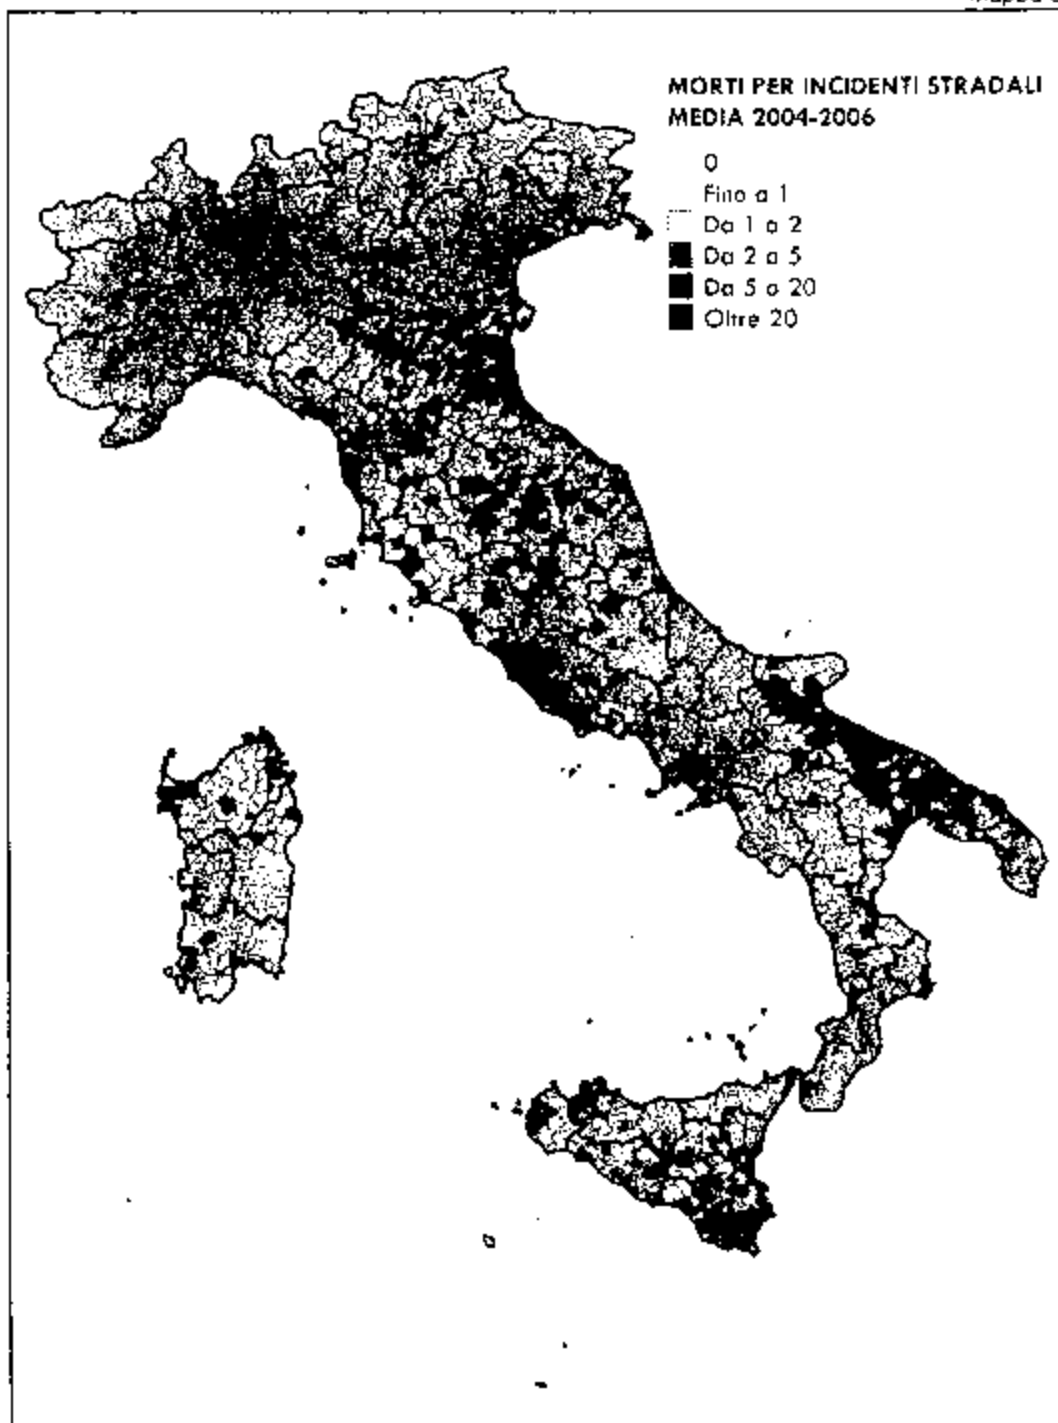 MORTI PER INCIDENTI STRADALI
MEDIA 2004-2006
0
Fino a 1
Da 1 a 2
Da 2 a 5
Da 5 a 20
Oltre 20